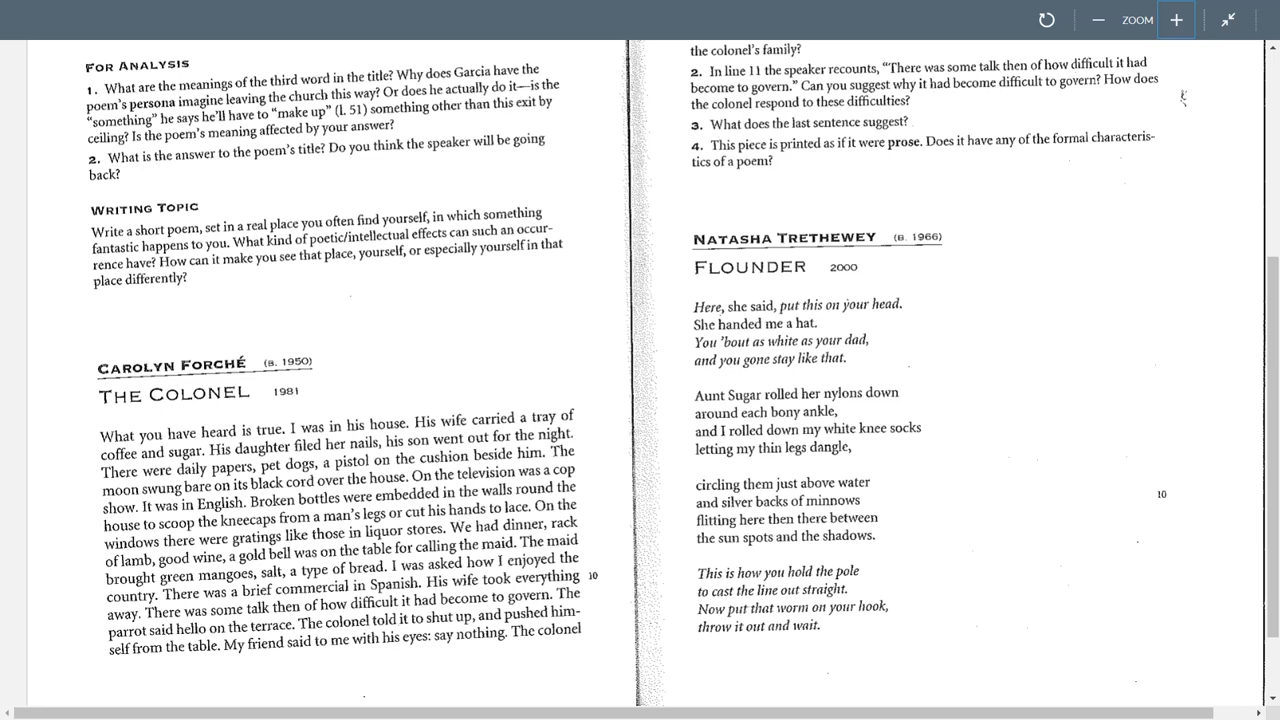 ZOOM
FOR ANALYSIS
1. What are the meanings of the third word in the title? Why does Garcia have the
poem's persona imagine leaving the church this way? Or does he actually do it—is the
"something" he says he'll have to "make up" (l. 51) something other than this exit by
ceiling? Is the poem's meaning affected by your answer?
2. What is the answer to the poem's title? Do you think the speaker will be going
back?
WRITING TOPIC
Write a short poem, set in a real place you often find yourself, in which something
fantastic happens to you. What kind of poetic/intellectual effects can such an occur-
rence have? How can it make you see that place, yourself, or especially yourself in that
place differently?
CAROLYN FORCHÉ (B. 1950)
THE COLONEL 1981
What you have heard is true. I was in his house. His wife carried a tray of
coffee and sugar. His daughter filed her nails, his son went out for the night.
There were daily papers, pet dogs, a pistol on the cushion beside him. The
moon swung bare on its black cord over the house. On the television was a cop
show. It was in English. Broken bottles were embedded in the walls round the
house to scoop the kneecaps from a man's legs or cut his hands to lace. On the
windows there were gratings like those in liquor stores. We had dinner, rack
of lamb, good wine, a gold bell was on the table for calling the maid. The maid
brought green mangoes, salt, a type of bread. I was asked how I enjoyed the
country. There was a brief commercial in Spanish. His wife took everything 10
away. There was some talk then of how difficult it had become to govern. The
parrot said hello on the terrace. The colonel told it to shut up, and pushed him-
self from the table. My friend said to me with his eyes: say nothing. The colonel
the colonel's family?
2. In line 11 the speaker recounts, "There was some talk then of how difficult it had
become to govern." Can you suggest why it had become difficult to govern? How does
the colonel respond to these difficulties?
3. What does the last sentence suggest?
4. This piece is printed as if it were prose. Does it have any of the formal characteris-
tics of a poem?
NATASHA TRETHEWEY (B. 1966)
FLOUNDER 2000
Here, she said, put this on your head.
She handed me a hat.
You 'bout as white as your dad,
and you gone stay like that.
Aunt Sugar rolled her nylons down
around each bony ankle,
and I rolled down my white knee socks
letting my thin legs dangle,
circling them just above water
and silver backs of minnows 10
flitting here then there between
the sun spots and the shadows.
This is how you hold the pole
to cast the line out straight.
Now put that worm on your hook,
throw it out and wait.